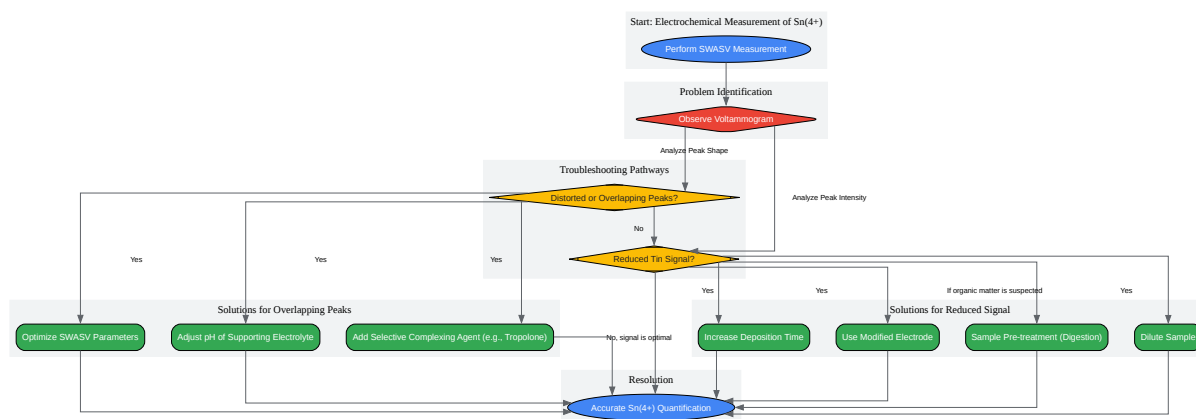 Start: Electrochemical Measurement of Sn(4+)
Perform SWASV Measurement
Problem Identification
Observe Voltammogram
Analyze Peak Shape
Troubleshooting Pathways
Distorted or Overlapping Peaks?
Analyze Peak Intensity
No
Reduced Tin Signal?
Yes
Yes
Yes
Yes
Yes
If organic matter is suspected
Yes
Solutions for Overlapping Peaks
Solutions for Reduced Signal
Optimize SWASV Parameters
Adjust pH of Supporting Electrolyte
Add Selective Complexing Agent (e.g., Tropolone)
No, signal is optimal
Increase Deposition Time
Use Modified Electrode
Sample Pre-treatment (Digestion)
Dilute Sample
Resolution
Accurate Sn(4+) Quantification